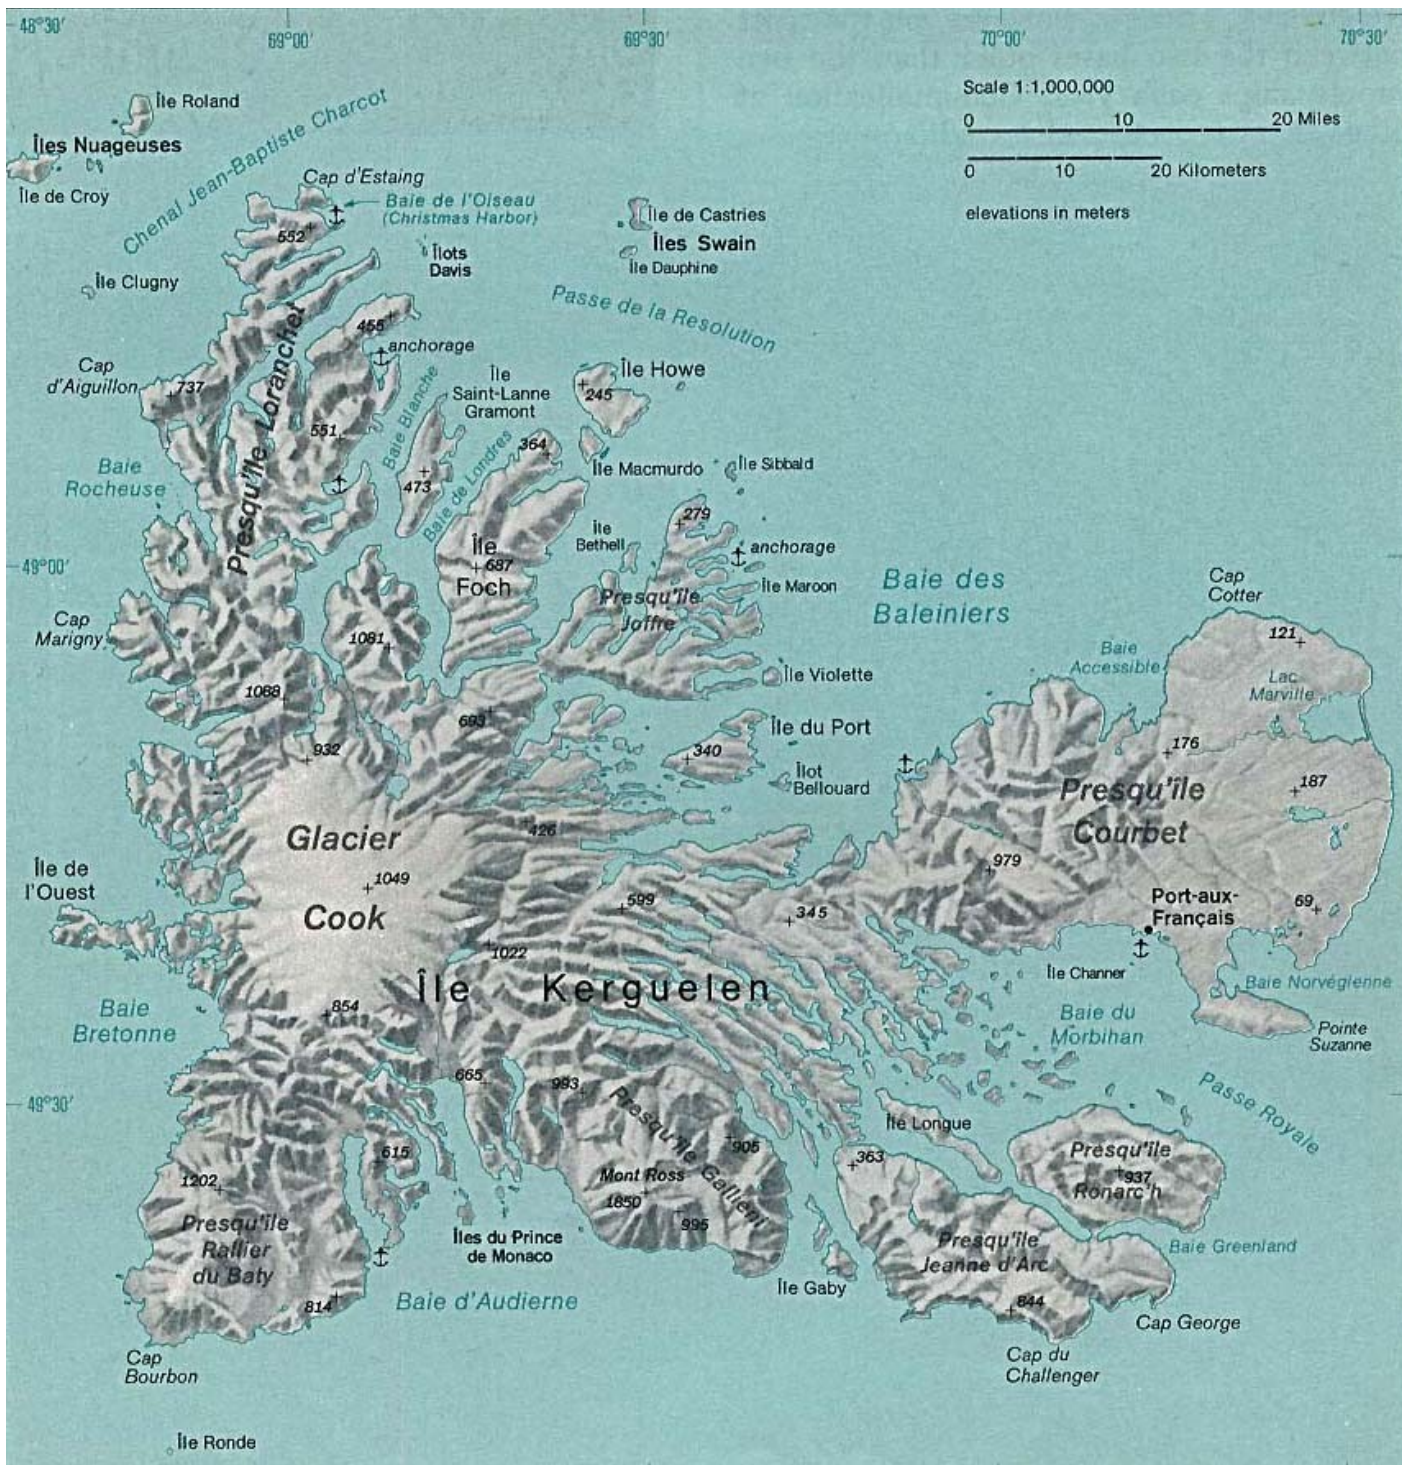 48°30'
69°00'
69°30'
70°00'
70°30'
Scale 1:1,000,000
0 10 20 Miles
0 10 20 Kilometers
elevations in meters
Île Roland
Îles Nuageuses
Île de Croÿ
Chenal Jean-Baptiste Charcot
Cap d'Estaing
Baie de l'Oiseau
(Christmas Harbor)
552
Îlots
Davis
Île de Castries
Îles Swain
Île Dauphine
Île Clugny
Passe de la Resolution
455
anchorage
Cap
d'Aiguillon
737
Presqu'île Loranchet
551
Baie Blanche
Île
Saint-Lanne
Gramont
Île Howe
245
364
Baie de Londres
Île Macmurdo
Île Sibbald
Baie
Rocheuse
473
279
Île
Bethell
anchorage
49°00'
Île
Foch
687
Île Maroon
Presqu'île
Joffre
Baie des
Baleiniers
Cap
Cotter
Cap
Marigny
1081
121
Baie
Accessible
Lac
Marville
1088
Île Violette
693
932
340
Île du Port
176
Îlot
Bellouard
187
Presqu'île
Courbet
Glacier
Cook
426
1049
979
Île de
l'Ouest
599
345
Port-aux-
Français
69
1022
Île Channer
Île Kerguelen
Baie Norvégienne
854
Baie
Bretonne
Baie du
Morbihan
Pointe
Suzanne
665
993
Passe Royale
49°30'
Presqu'île Gallieni
Île Longue
905
615
363
Presqu'île
Ronarc'h
937
1202
Mont Ross
1850
995
Presqu'île
Rallier
du Baty
Îles du Prince
de Monaco
Presqu'île
Jeanne d'Arc
Baie Greenland
Île Gaby
814
Baie d'Audierne
844
Cap George
Cap
Bourbon
Cap du
Challenger
Île Ronde